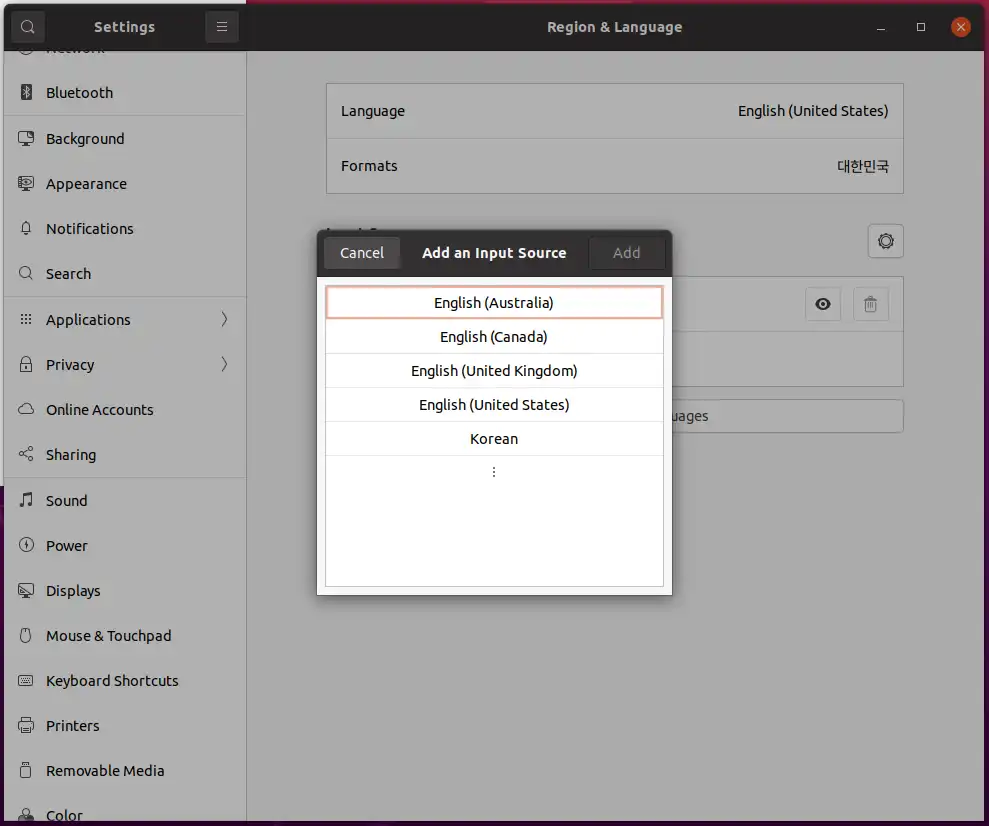 Settings
Region & Language
Bluetooth
Background
Appearance
Notifications
Search
Applications
Privacy
Online Accounts
Sharing
Sound
Power
Displays
Mouse & Touchpad
Keyboard Shortcuts
Printers
Removable Media
Color
Language English (United States)
Formats 대한민국
Cancel Add an Input Source Add
English (Australia)
English (Canada)
English (United Kingdom)
English (United States)
Korean
uages